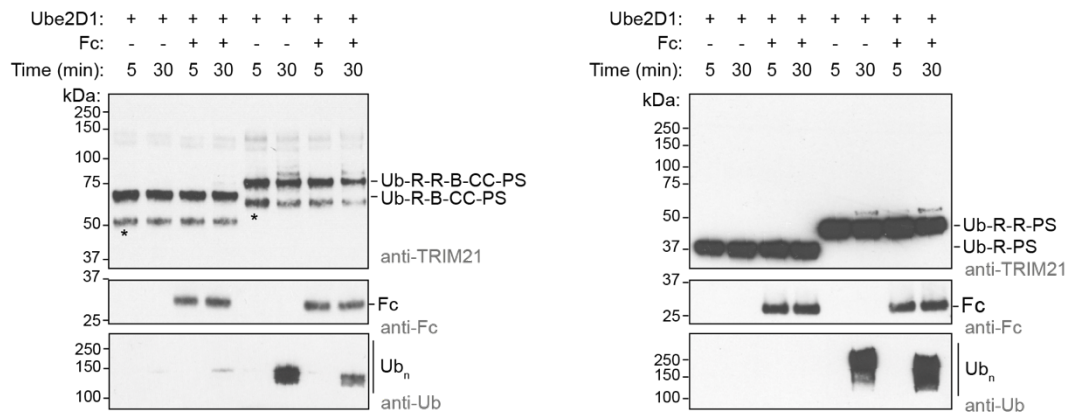 Ube2D1: + + + + + + + +
Fc: - - + + - - + +
Time (min): 5 30 5 30 5 30 5 30
kDa:
250
150
100
75
50
37
Ub-R-R-B-CC-PS
Ub-R-B-CC-PS
*
*
anti-TRIM21
37
25
Fc
anti-Fc
250
150
100
Ubn
anti-Ub
Ube2D1: + + + + + + + +
Fc: - - + + - - + +
Time (min): 5 30 5 30 5 30 5 30
kDa:
250
150
100
75
50
37
Ub-R-R-PS
Ub-R-PS
anti-TRIM21
37
25
Fc
anti-Fc
250
150
100
Ubn
anti-Ub